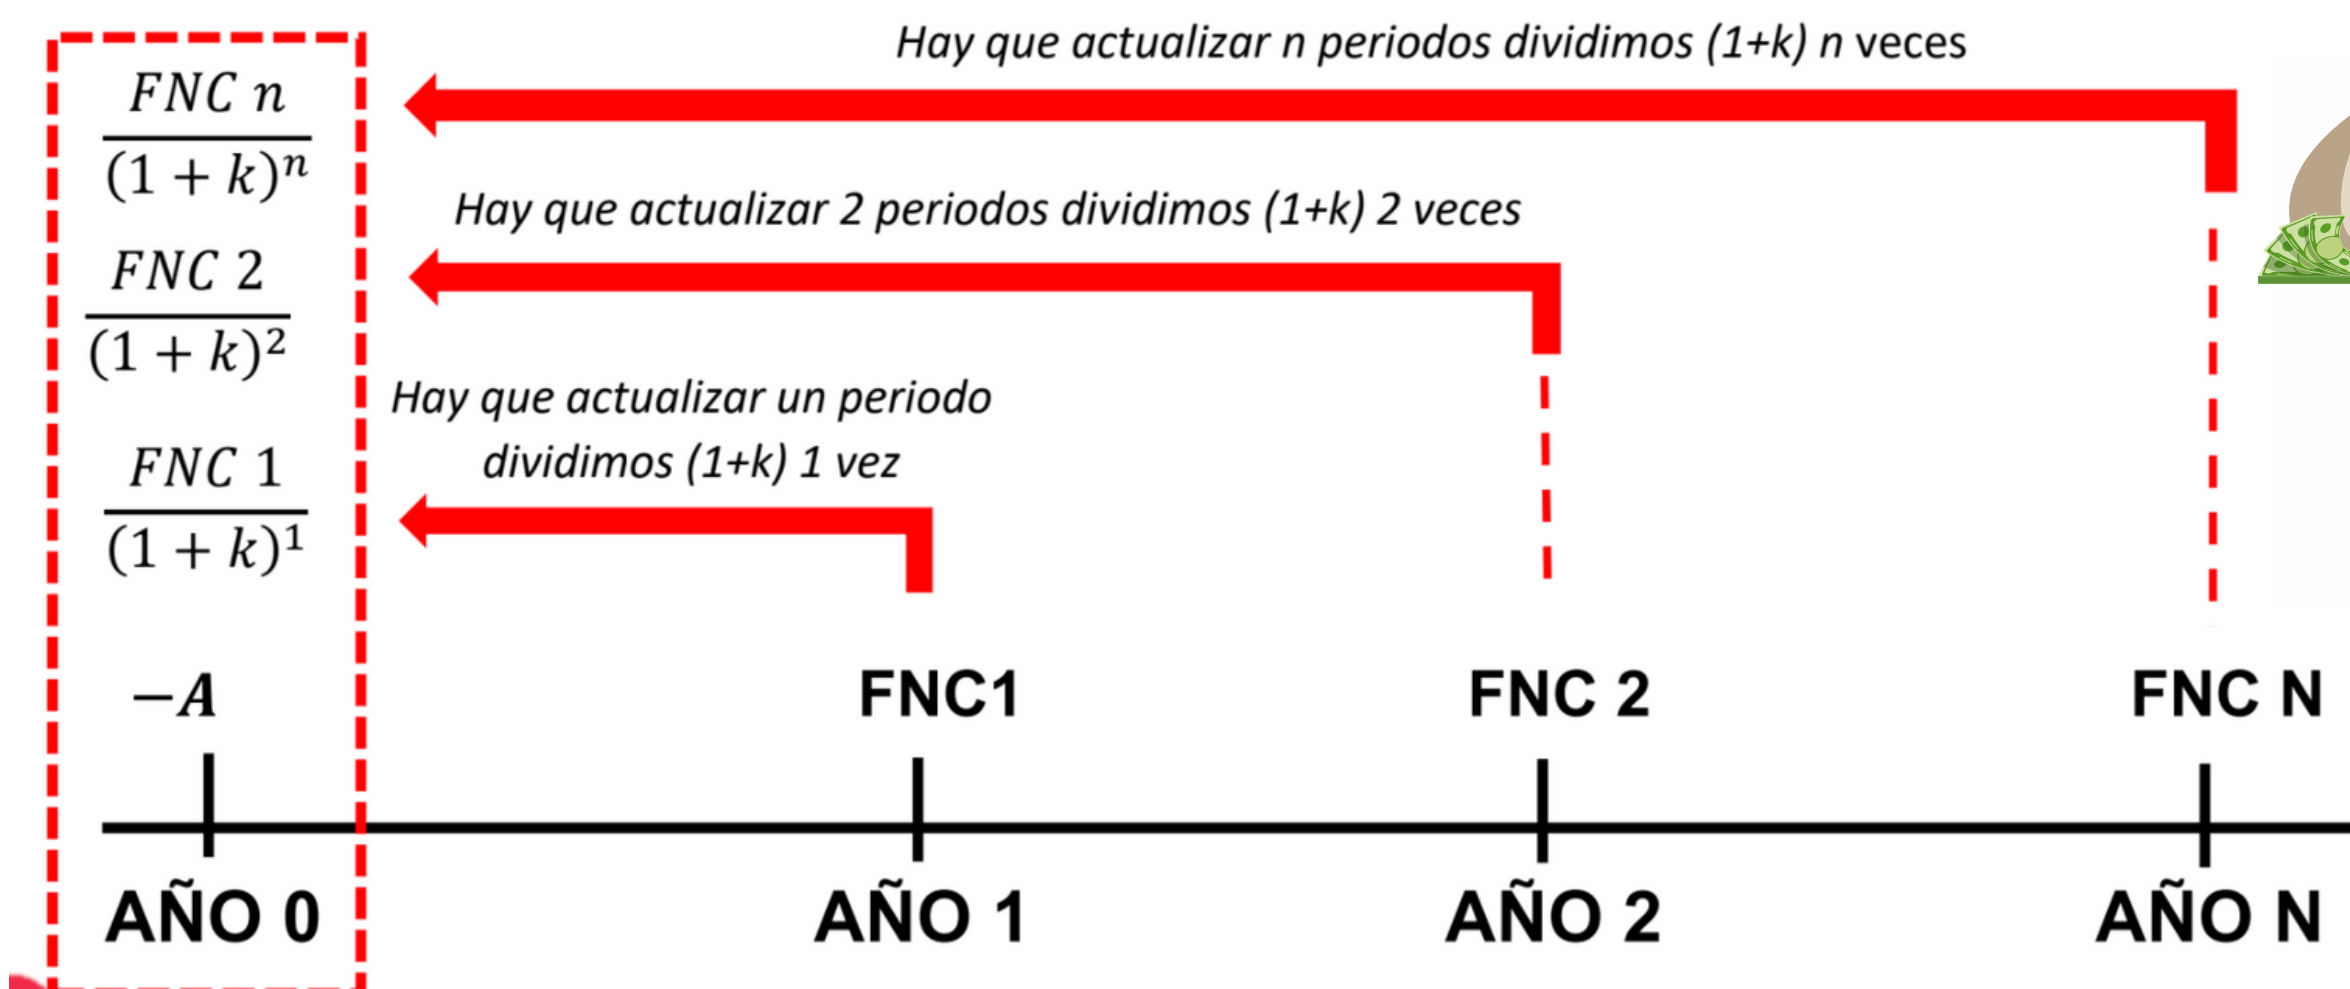 Hay que actualizar n periodos dividimos (1+k) n veces
FNC n
(1 + k)ⁿ
Hay que actualizar 2 periodos dividimos (1+k) 2 veces
FNC 2
(1 + k)²
Hay que actualizar un periodo
dividimos (1+k) 1 vez
FNC 1
(1 + k)¹
−A
FNC1
FNC 2
FNC N
AÑO 0
AÑO 1
AÑO 2
AÑO N